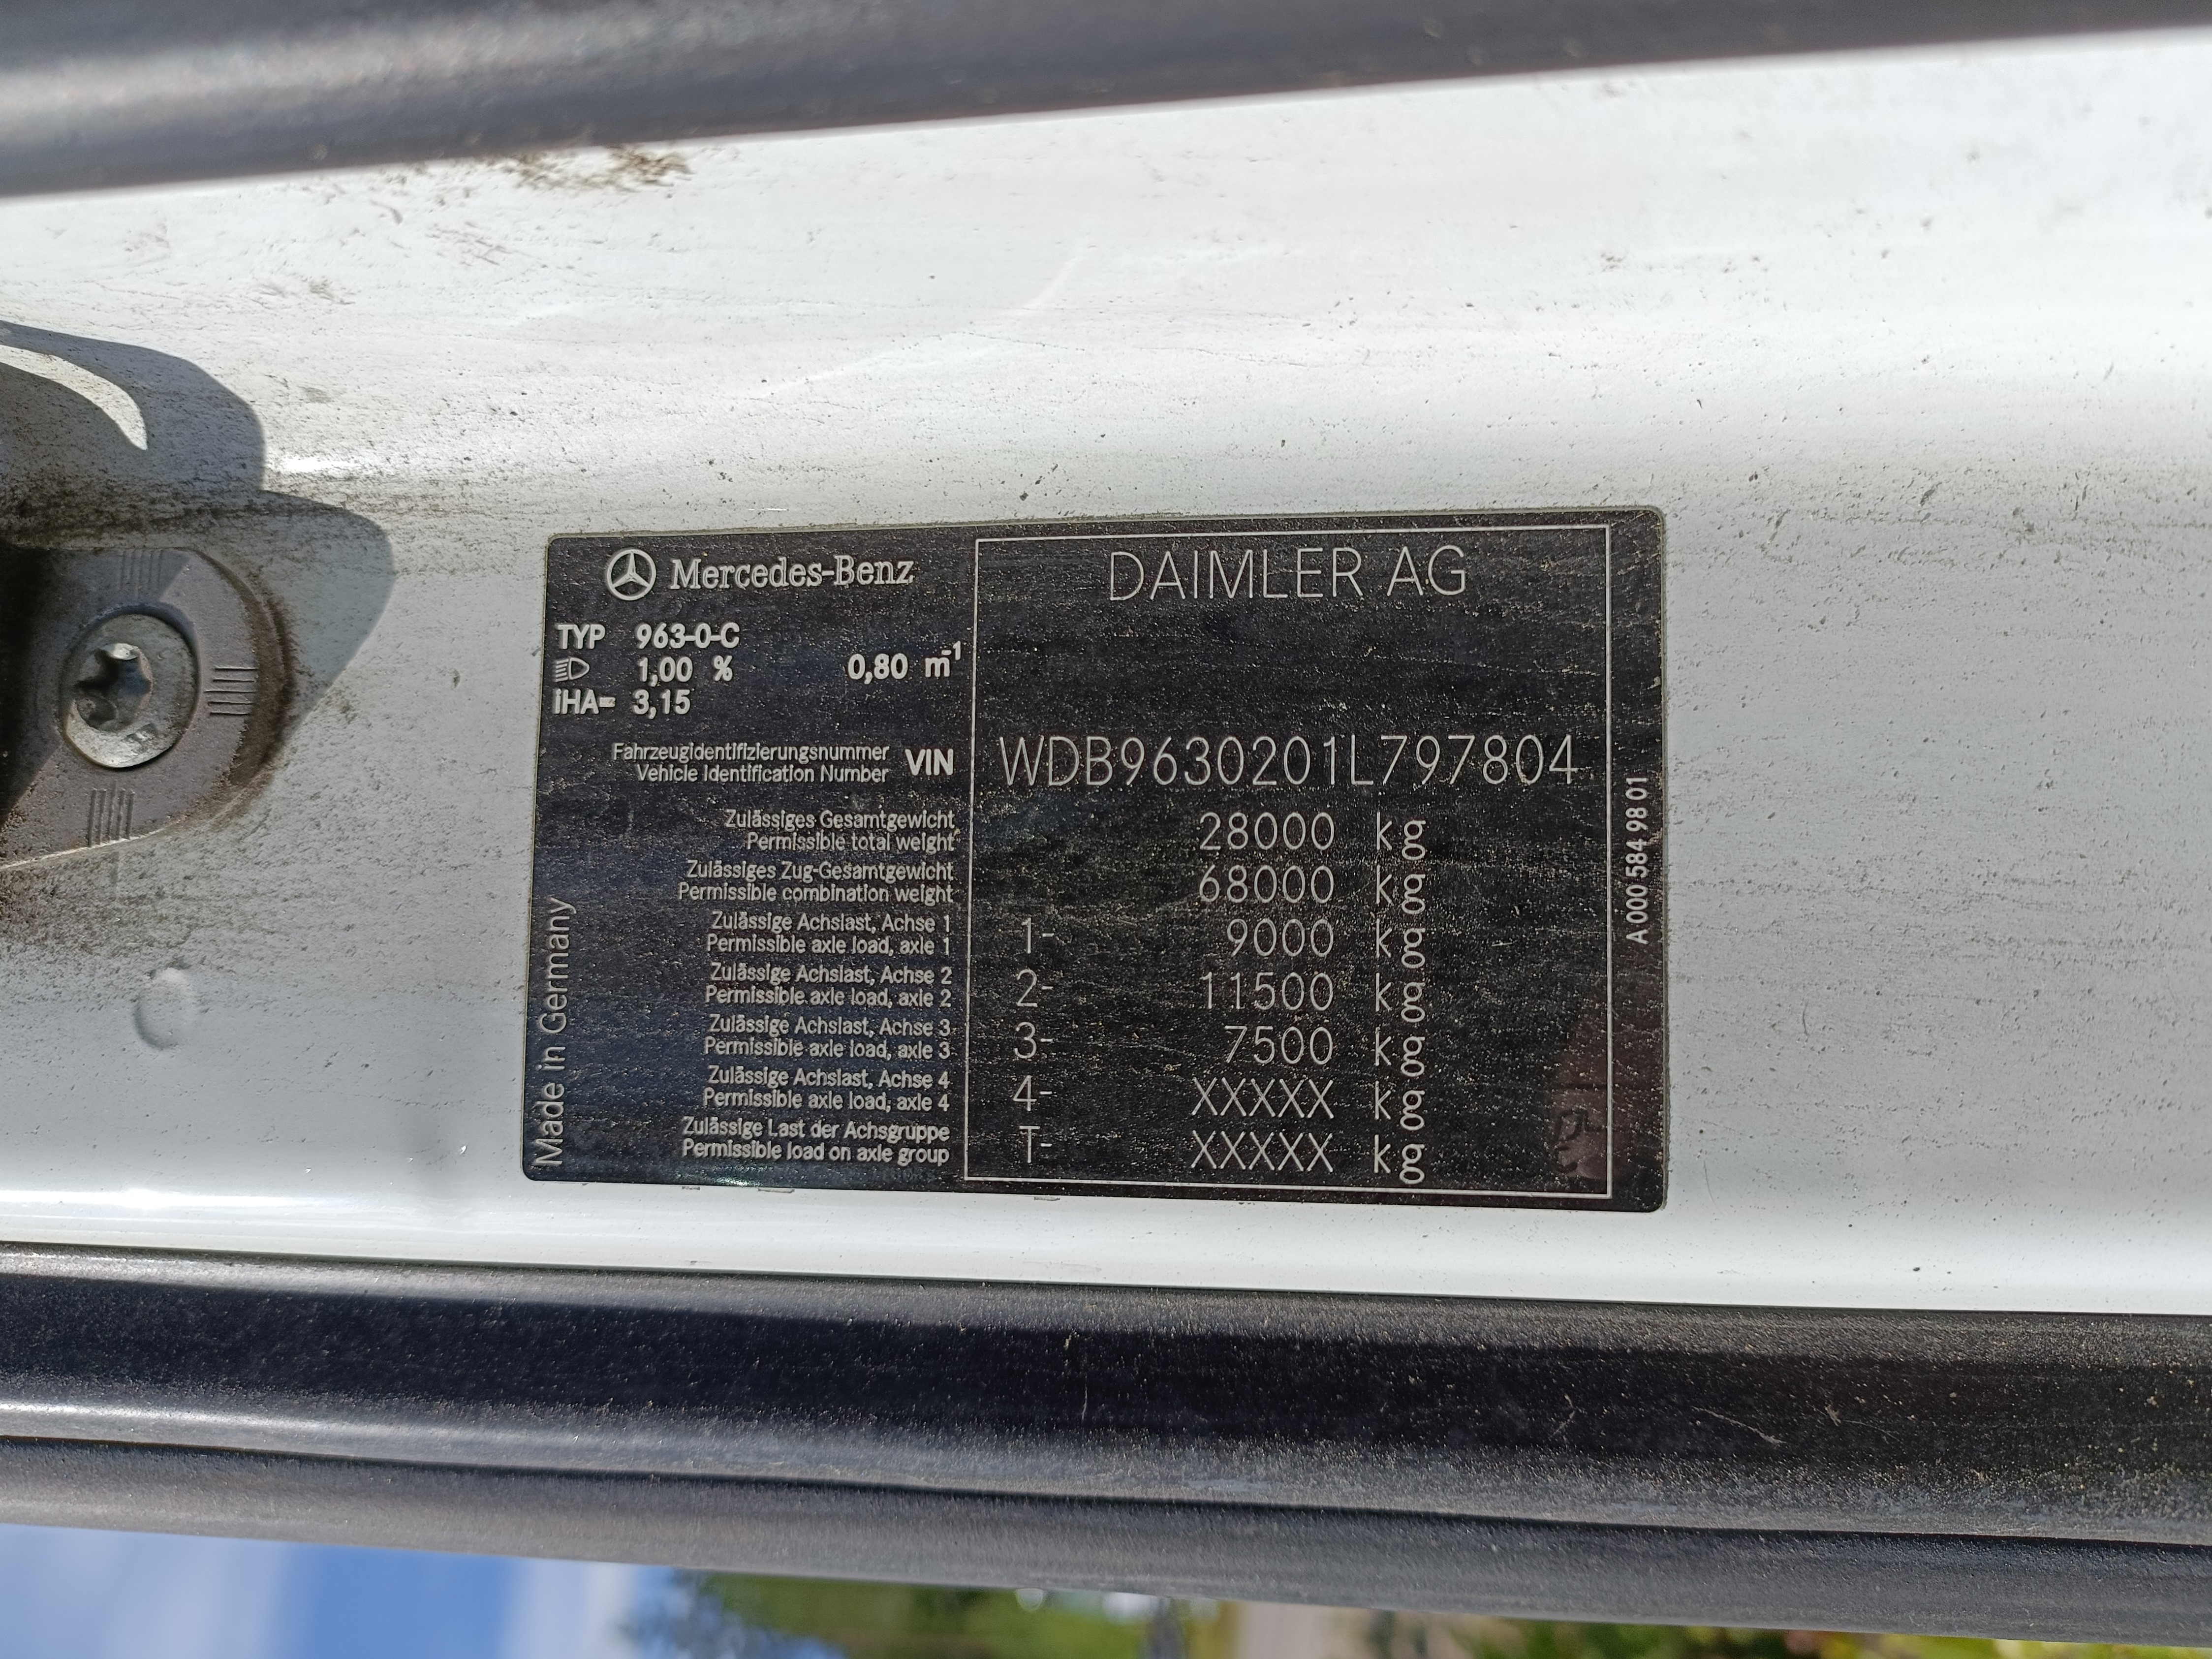 Mercedes-Benz
DAIMLER AG
TYP 963-0-C
1,00 % 0,80 m-1
iHA= 3,15
Fahrzeugidentifizierungsnummer
Vehicle Identification Number
VIN WDB9630201L797804
Zulässiges Gesamtgewicht
Permissible total weight
28000 kg
Zulässiges Zug-Gesamtgewicht
Permissible combination weight
68000 kg
Zulässige Achslast, Achse 1
Permissible axle load, axle 1
1- 9000 kg
Zulässige Achslast, Achse 2
Permissible axle load, axle 2
2- 11500 kg
Zulässige Achslast, Achse 3
Permissible axle load, axle 3
3- 7500 kg
Zulässige Achslast, Achse 4
Permissible axle load, axle 4
4- XXXXX kg
Zulässige Last der Achsgruppe
Permissible load on axle group
T- XXXXX kg
Made in Germany
A 000 584 98 01